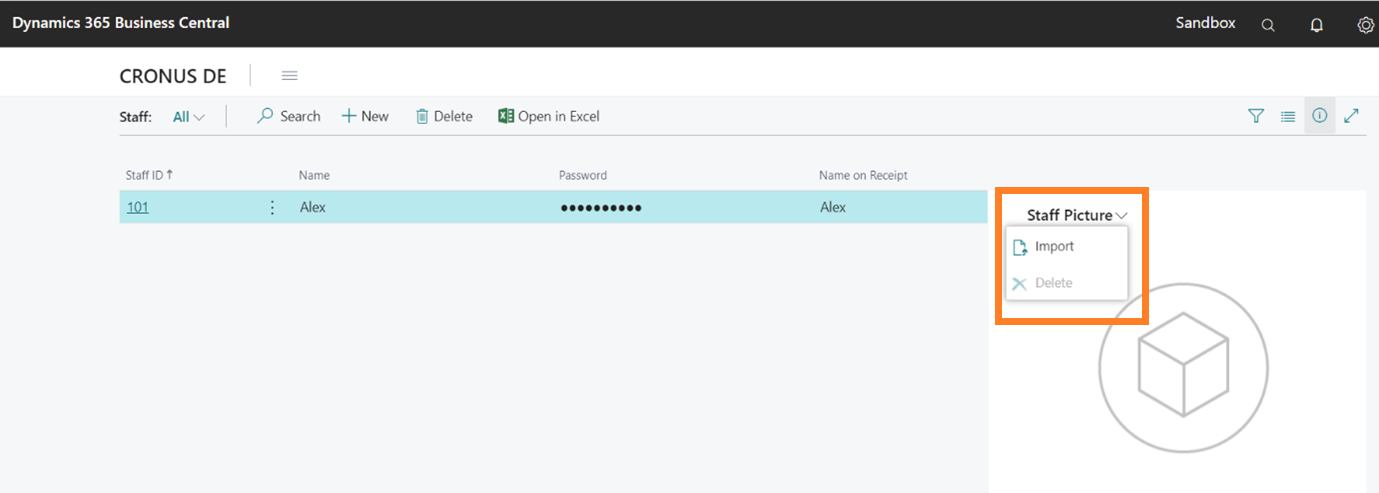 Dynamics 365 Business Central
Sandbox
CRONUS DE
Staff: All Search New Delete Open in Excel
Staff ID ↑ Name Password Name on Receipt
101 Alex ●●●●●●●●●● Alex
Staff Picture
Import
Delete